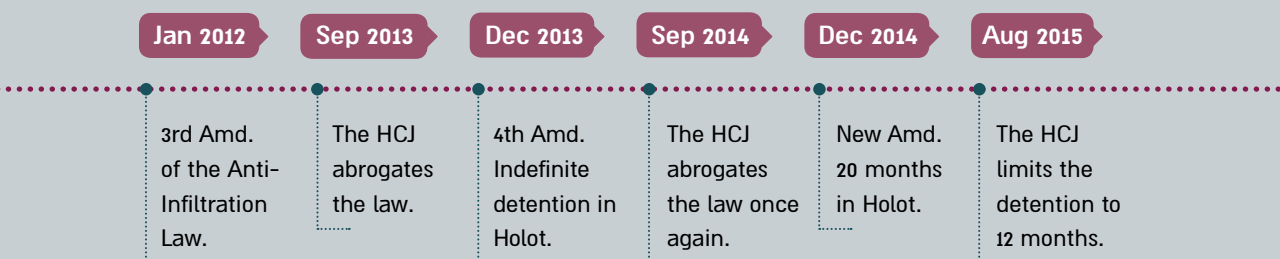 Jan 2012
Sep 2013
Dec 2013
Sep 2014
Dec 2014
Aug 2015
3rd Amd.
of the Anti-
Infiltration
Law.
The HCJ
abrogates
the law.
4th Amd.
Indefinite
detention in
Holot.
The HCJ
abrogates
the law once
again.
New Amd.
20 months
in Holot.
The HCJ
limits the
detention to
12 months.